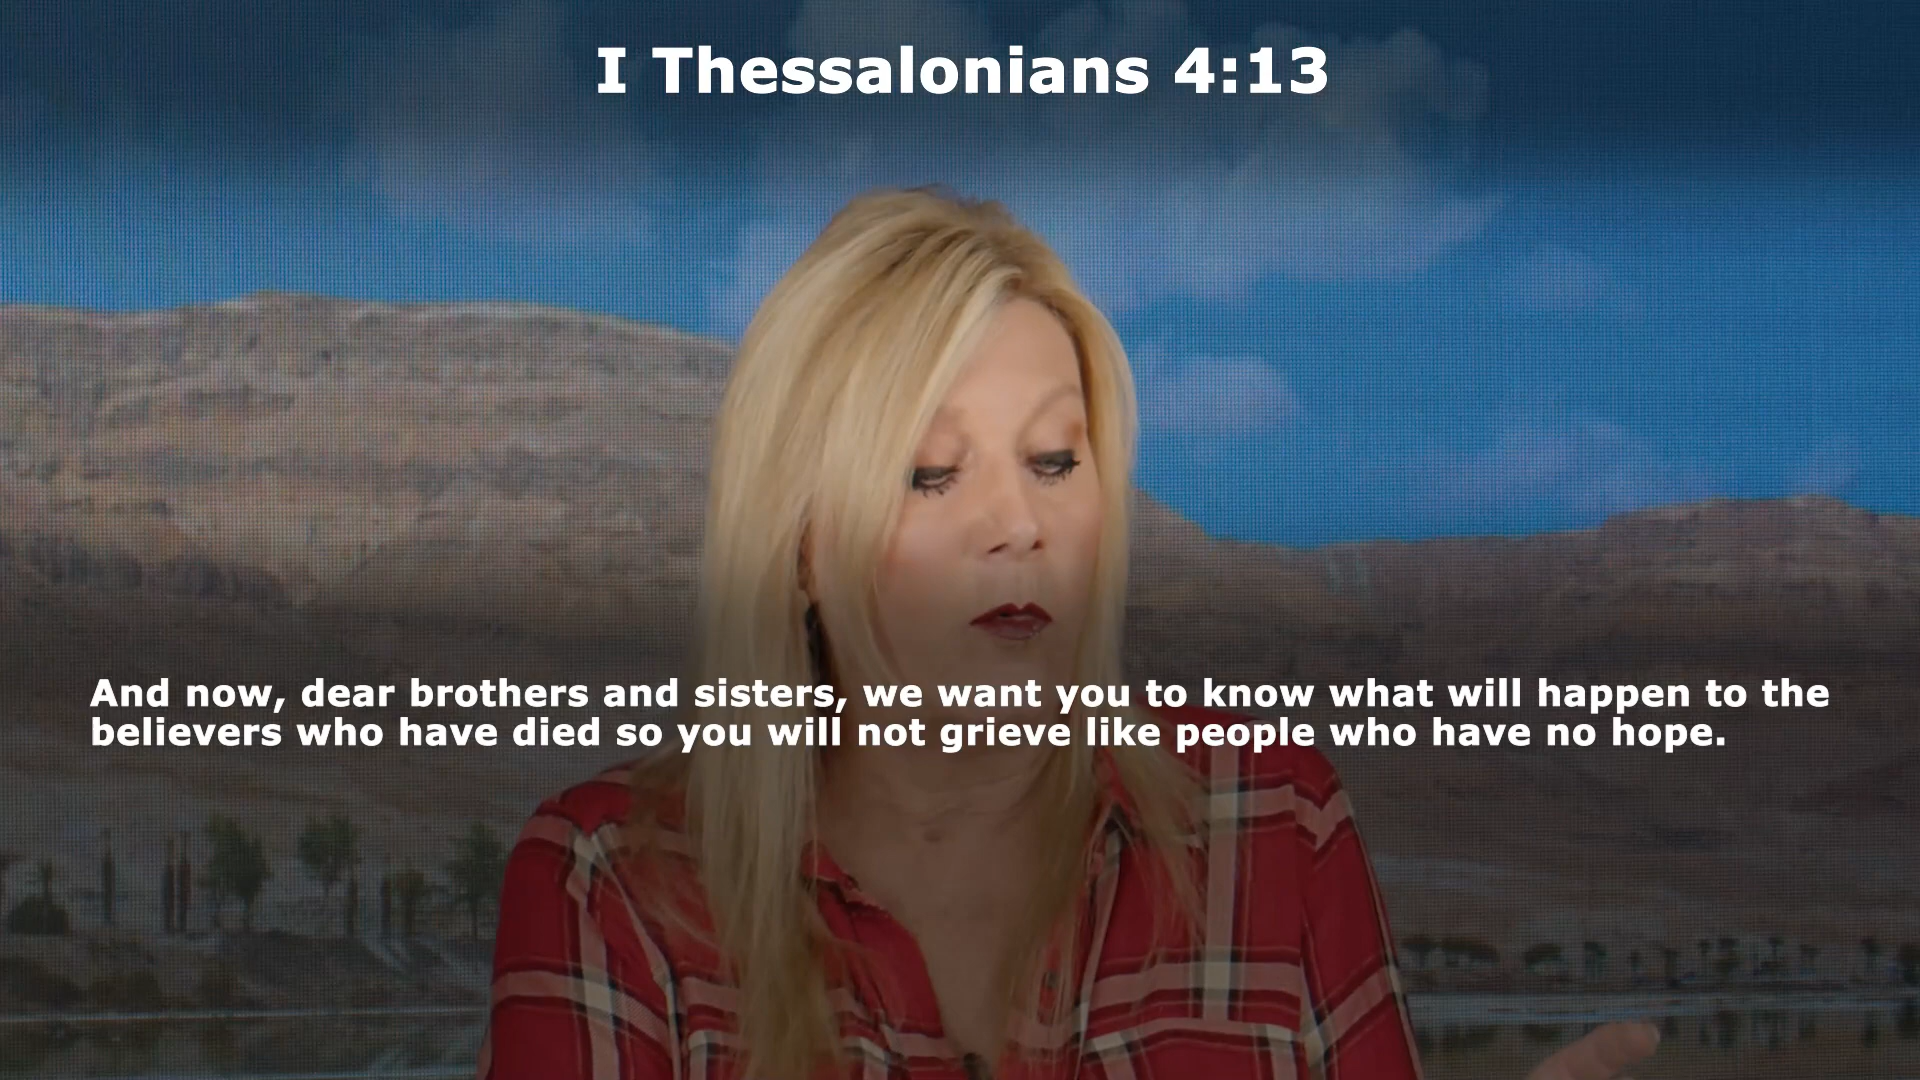 I Thessalonians 4:13
And now, dear brothers and sisters, we want you to know what will happen to the
believers who have died so you will not grieve like people who have no hope.